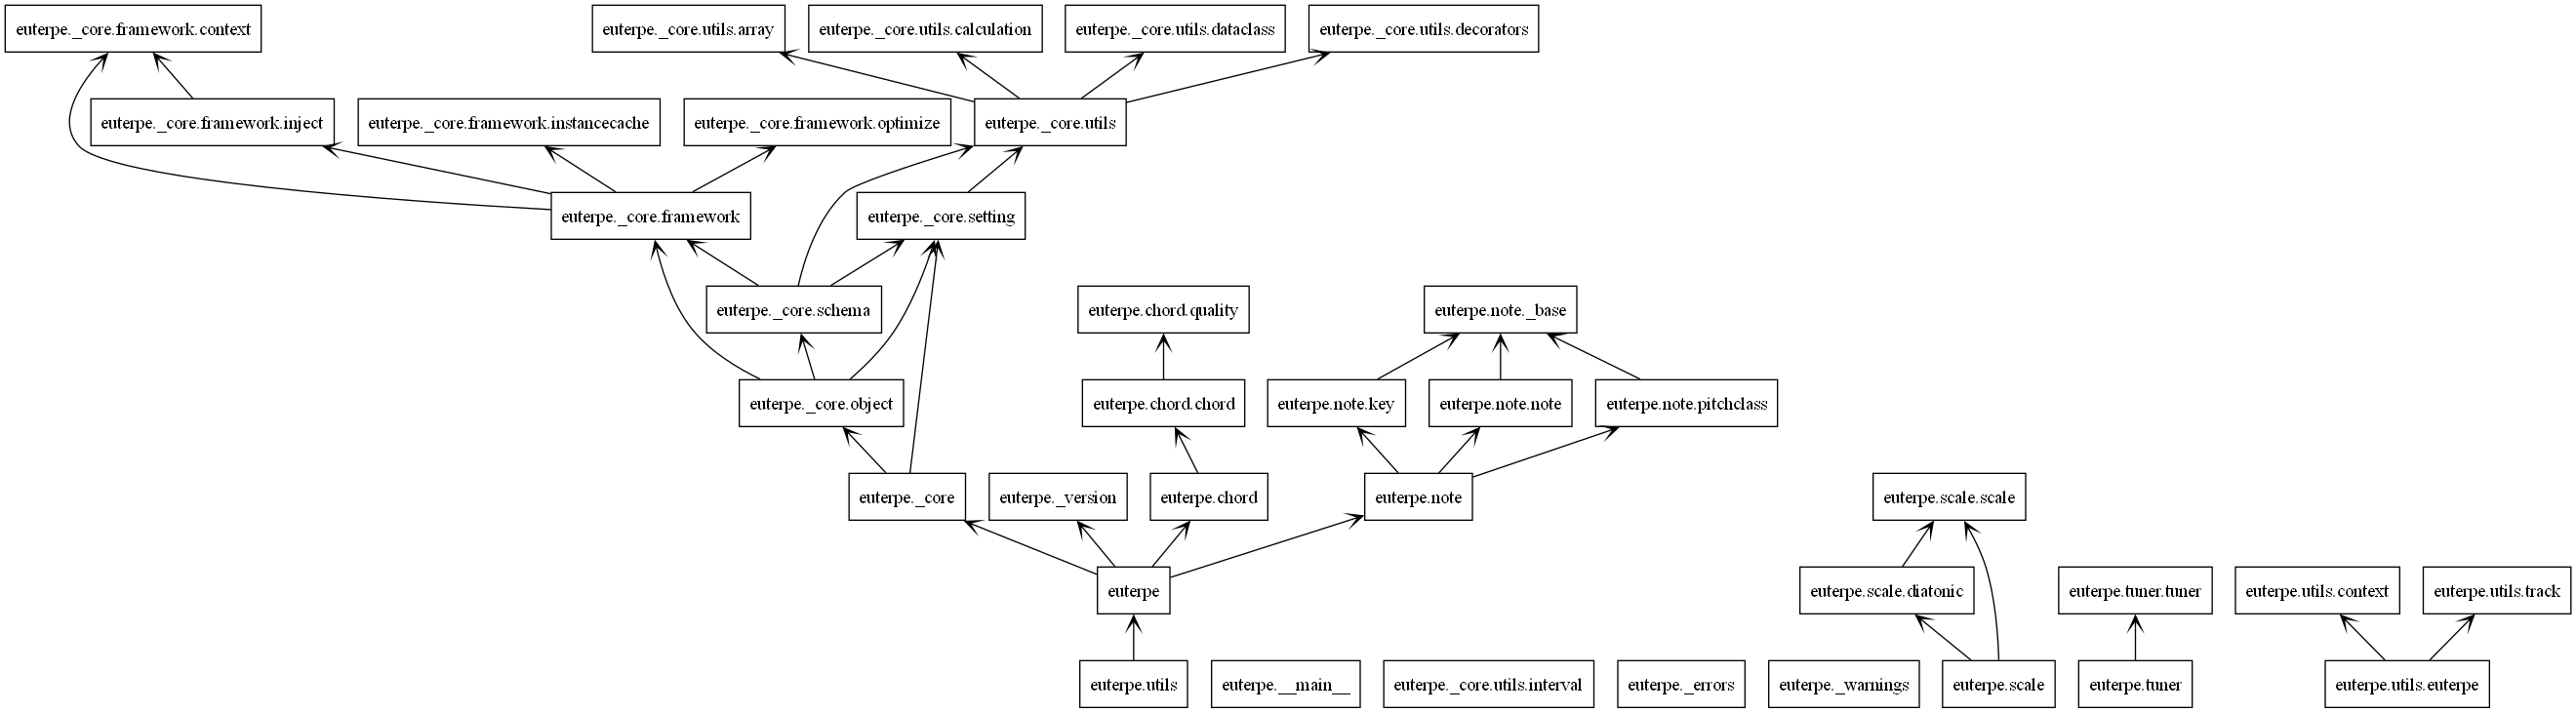 euterpe._core.framework.context
euterpe._core.utils.array
euterpe._core.utils.calculation
euterpe._core.utils.dataclass
euterpe._core.utils.decorators
euterpe._core.framework.inject
euterpe._core.framework.instancecache
euterpe._core.framework.optimize
euterpe._core.utils
euterpe._core.framework
euterpe._core.setting
euterpe._core.schema
euterpe.chord.quality
euterpe.note._base
euterpe._core.object
euterpe.chord.chord
euterpe.note.key
euterpe.note.note
euterpe.note.pitchclass
euterpe._core
euterpe._version
euterpe.chord
euterpe.note
euterpe.scale.scale
euterpe
euterpe.scale.diatonic
euterpe.tuner.tuner
euterpe.utils.context
euterpe.utils.track
euterpe.utils
euterpe.__main__
euterpe._core.utils.interval
euterpe._errors
euterpe._warnings
euterpe.scale
euterpe.tuner
euterpe.utils.euterpe